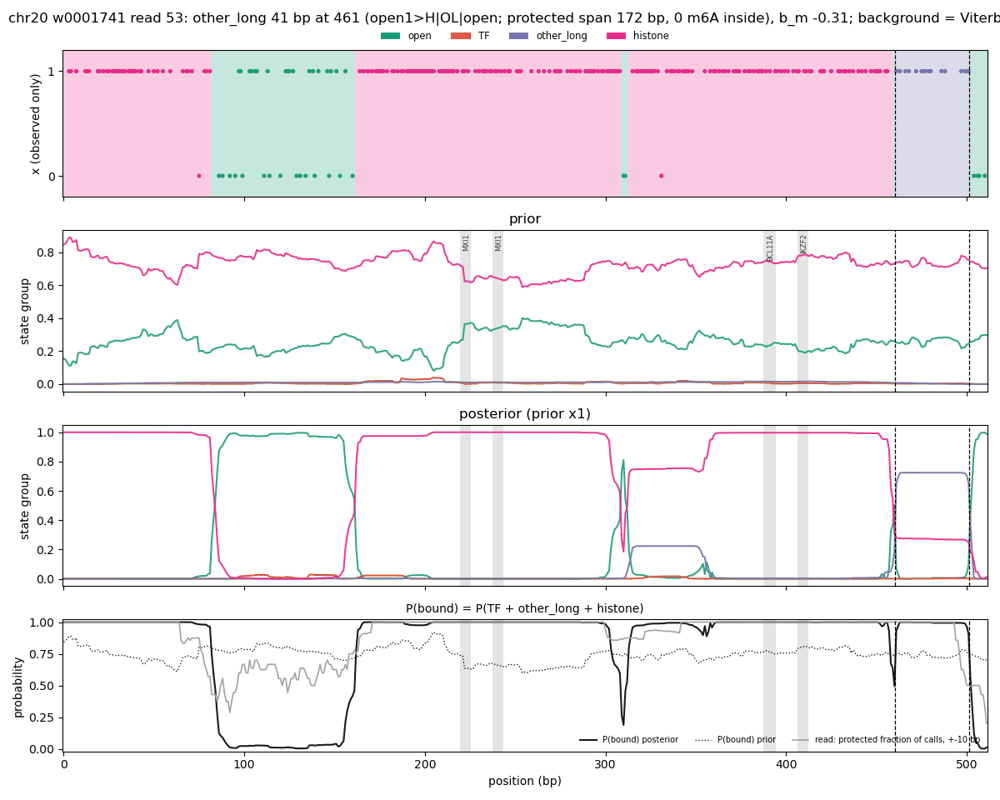 chr20 w0001741 read 53: other_long 41 bp at 461 (open1>H|OL|open; protected span 172 bp, 0 m6A inside), b_m -0.31; background = Viterb
open TF other_long histone
x (observed only)
1
0
prior
state group
0.8
0.6
0.4
0.2
0.0
MXI1
MXI1
BCL11A
IKZF2
posterior (prior x1)
state group
1.0
0.8
0.6
0.4
0.2
0.0
P(bound) = P(TF + other_long + histone)
probability
1.00
0.75
0.50
0.25
0.00
P(bound) posterior P(bound) prior read: protected fraction of calls, +-10 bp
0 100 200 300 400 500
position (bp)